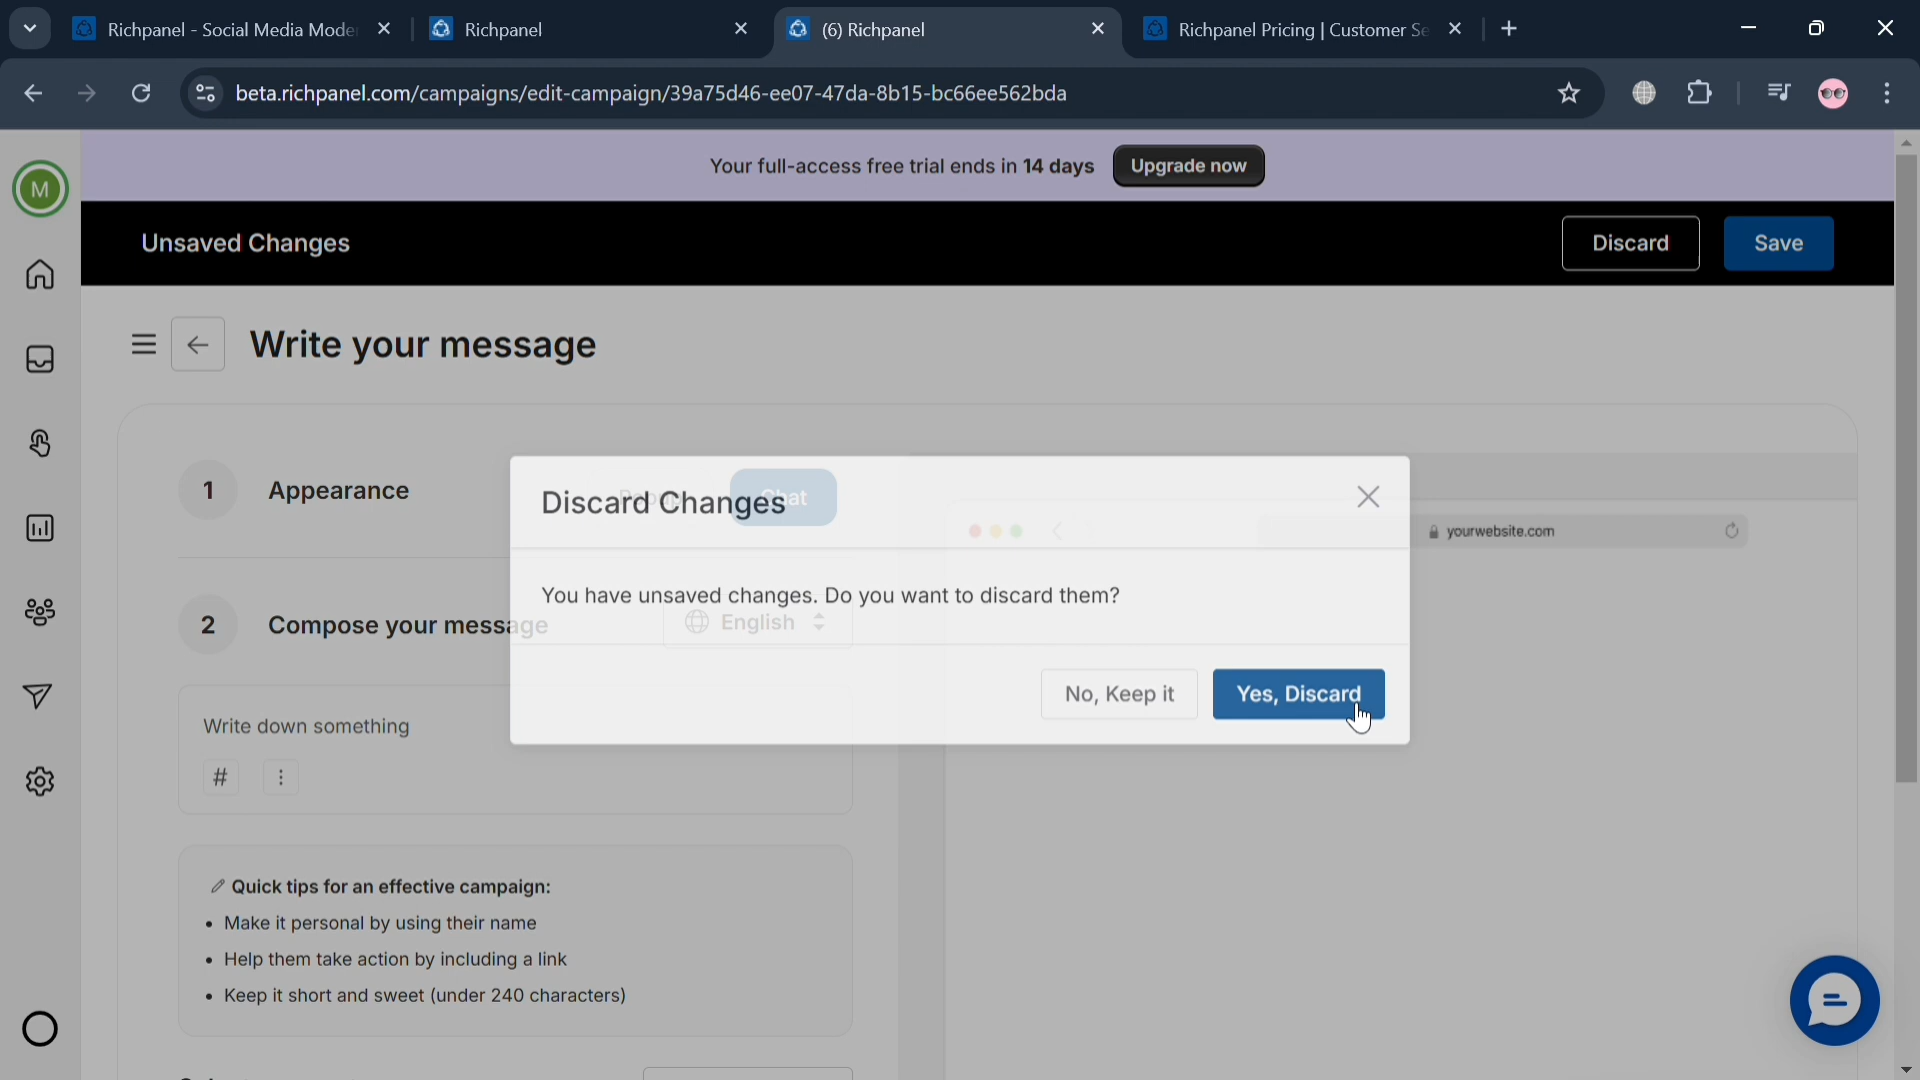 Richpanel - Social Media Mode
Richpanel
(6) Richpanel
Richpanel Pricing | Customer Se
beta.richpanel.com/campaigns/edit-campaign/39a75d46-ee07-47da-8b15-bc66ee562bda
M
Your full-access free trial ends in 14 days
Upgrade now
Unsaved Changes
Discard
Save
Write your message
1
Appearance
Chat
Discard Changes
yourwebsite.com
You have unsaved changes. Do you want to discard them?
2
Compose your message
English
No, Keep it
Yes, Discard
Write down something
#
Quick tips for an effective campaign:
• Make it personal by using their name
• Help them take action by including a link
• Keep it short and sweet (under 240 characters)